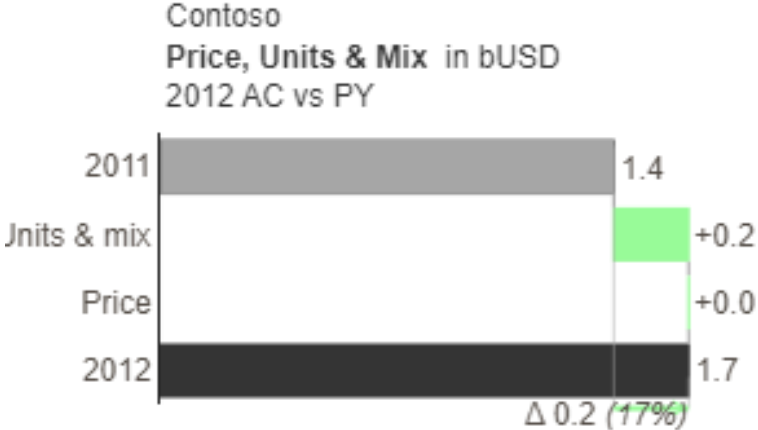 Contoso
Price, Units & Mix in bUSD
2012 AC vs PY
2011 1.4
Units & mix +0.2
Price +0.0
2012 1.7
Δ 0.2 (17%)